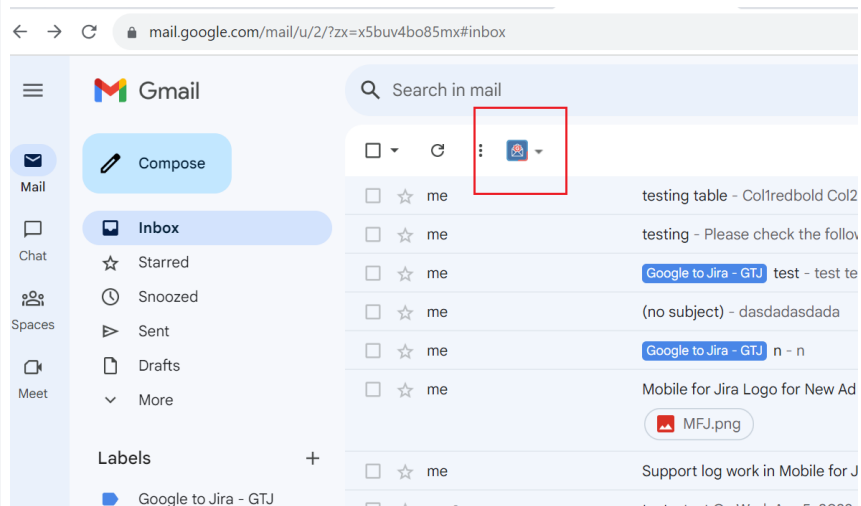 mail.google.com/mail/u/2/?zx=x5buv4bo85mx#inbox
Gmail
Search in mail
Compose
Mail
Chat
Spaces
Meet
Inbox
Starred
Snoozed
Sent
Drafts
More
Labels
Google to Jira - GTJ
me testing table - Col1redbold Col2
me testing - Please check the follow
me Google to Jira - GTJ test - test te
me (no subject) - dasdadasdada
me Google to Jira - GTJ n - n
me Mobile for Jira Logo for New Ad
MFJ.png
me Support log work in Mobile for J